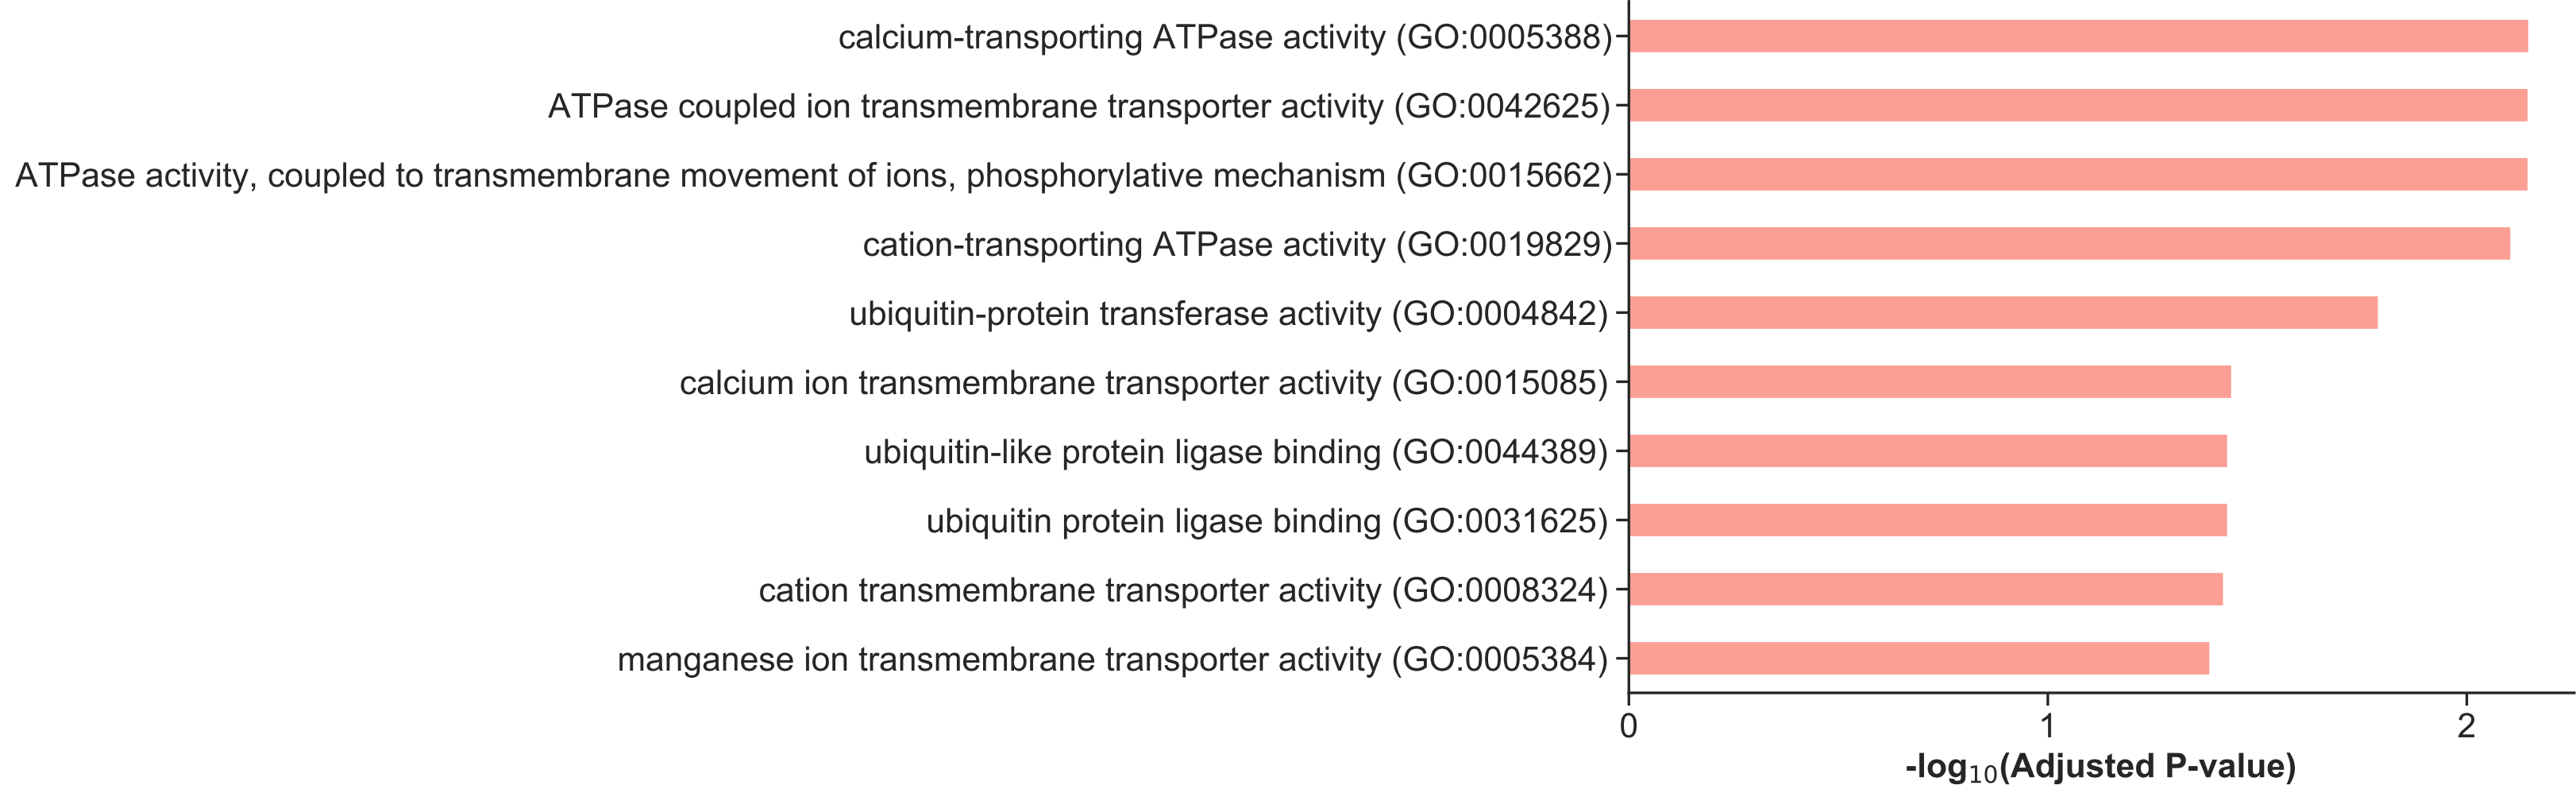 calcium-transporting ATPase activity (GO:0005388)
ATPase coupled ion transmembrane transporter activity (GO:0042625)
ATPase activity, coupled to transmembrane movement of ions, phosphorylative mechanism (GO:0015662)
cation-transporting ATPase activity (GO:0019829)
ubiquitin-protein transferase activity (GO:0004842)
calcium ion transmembrane transporter activity (GO:0015085)
ubiquitin-like protein ligase binding (GO:0044389)
ubiquitin protein ligase binding (GO:0031625)
cation transmembrane transporter activity (GO:0008324)
manganese ion transmembrane transporter activity (GO:0005384)
0 1 2
-log₁₀(Adjusted P-value)